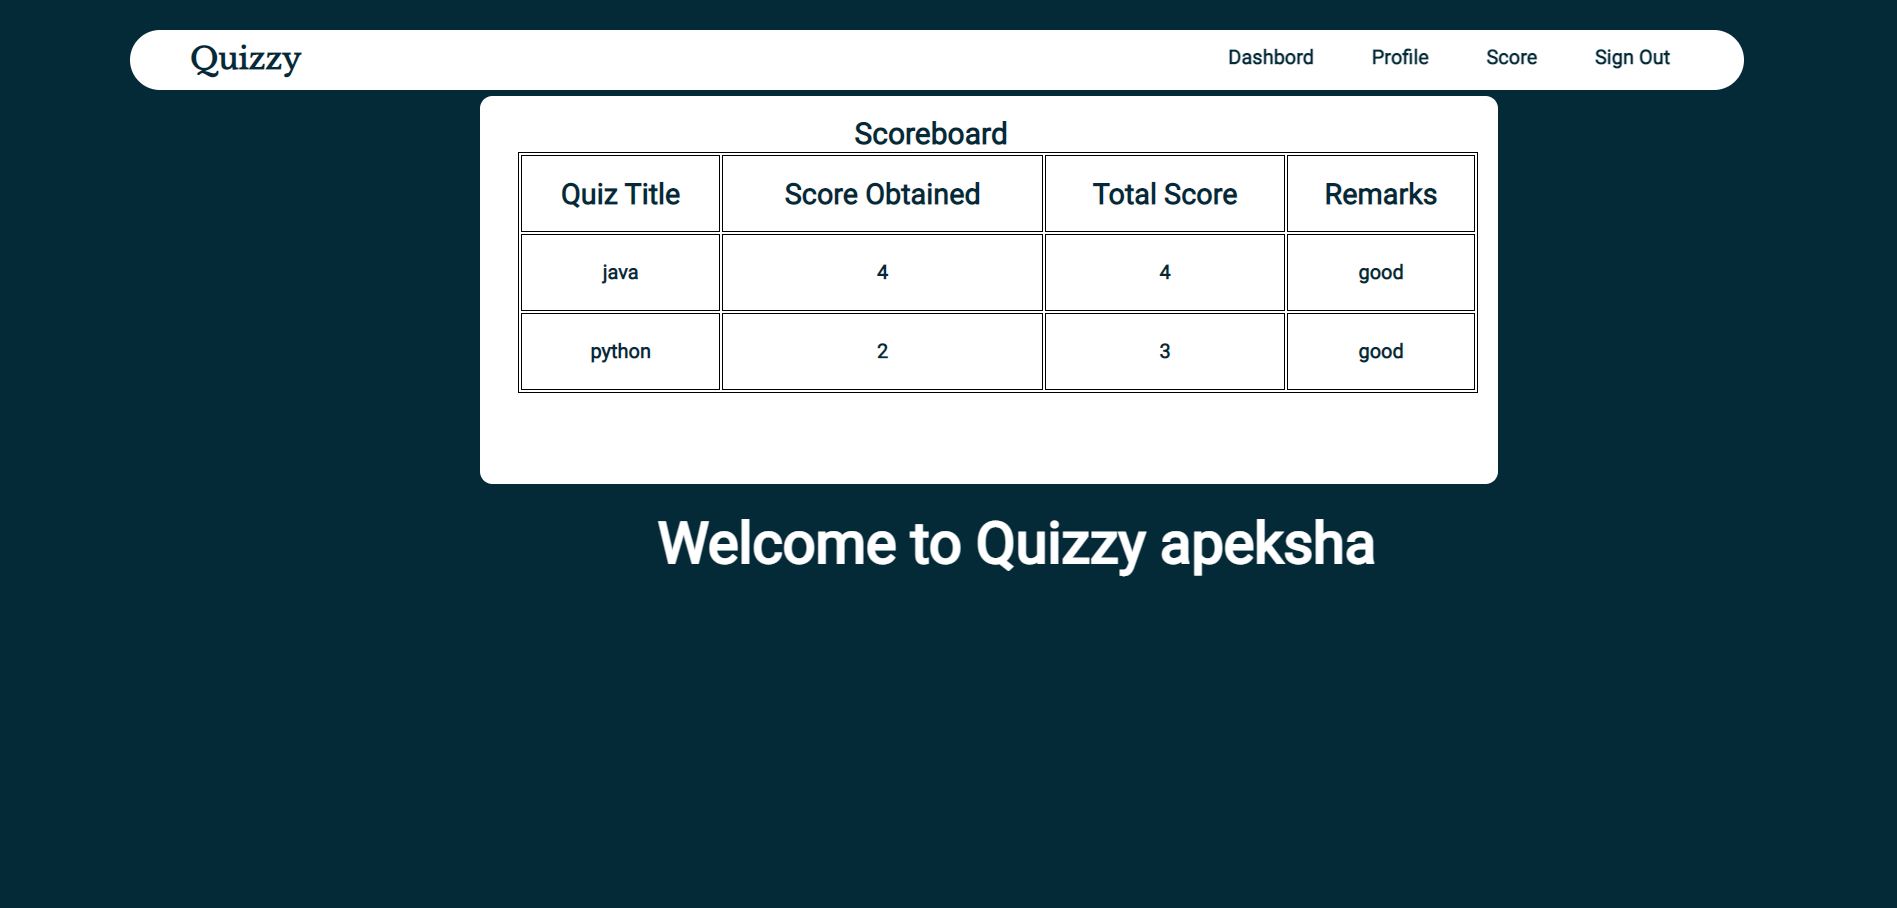 Quizzy Dashbord Profile Score Sign Out
Scoreboard
Quiz Title Score Obtained Total Score Remarks
java 4 4 good
python 2 3 good
Welcome to Quizzy apeksha